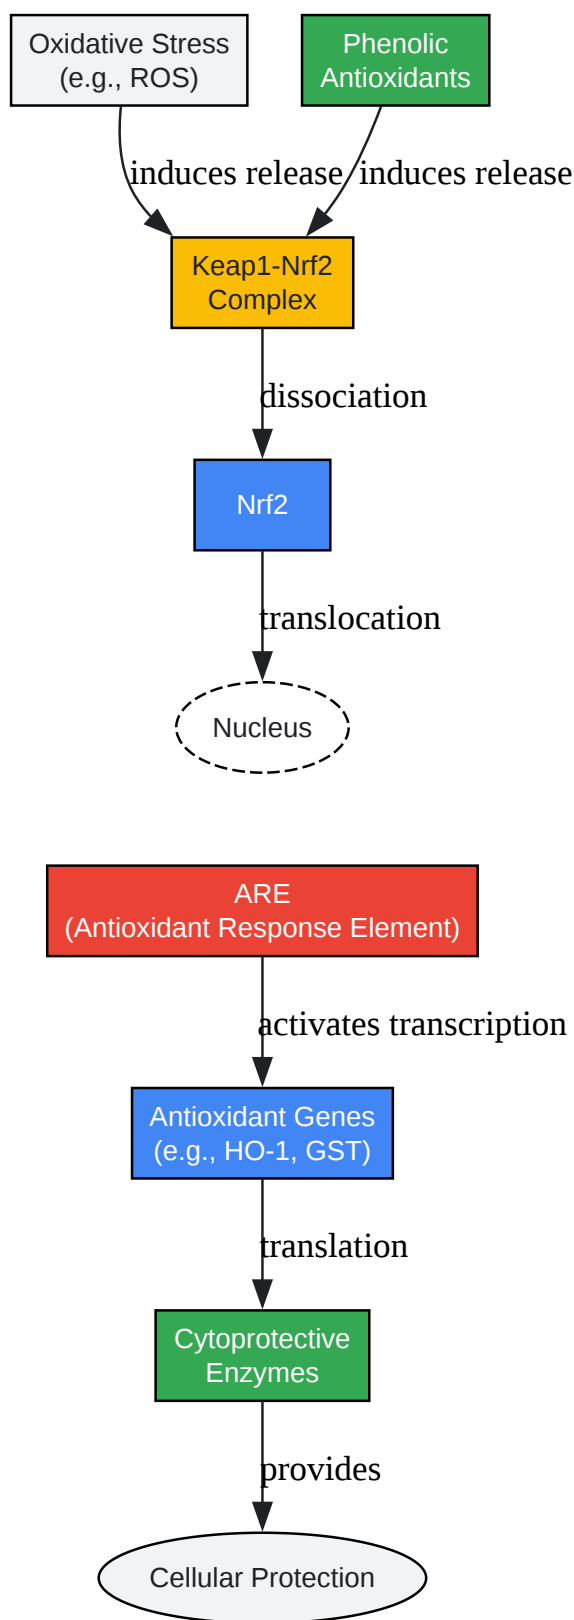 Oxidative Stress
(e.g., ROS)
Phenolic
Antioxidants
induces release
induces release
Keap1-Nrf2
Complex
dissociation
Nrf2
translocation
Nucleus
ARE
(Antioxidant Response Element)
activates transcription
Antioxidant Genes
(e.g., HO-1, GST)
translation
Cytoprotective
Enzymes
provides
Cellular Protection